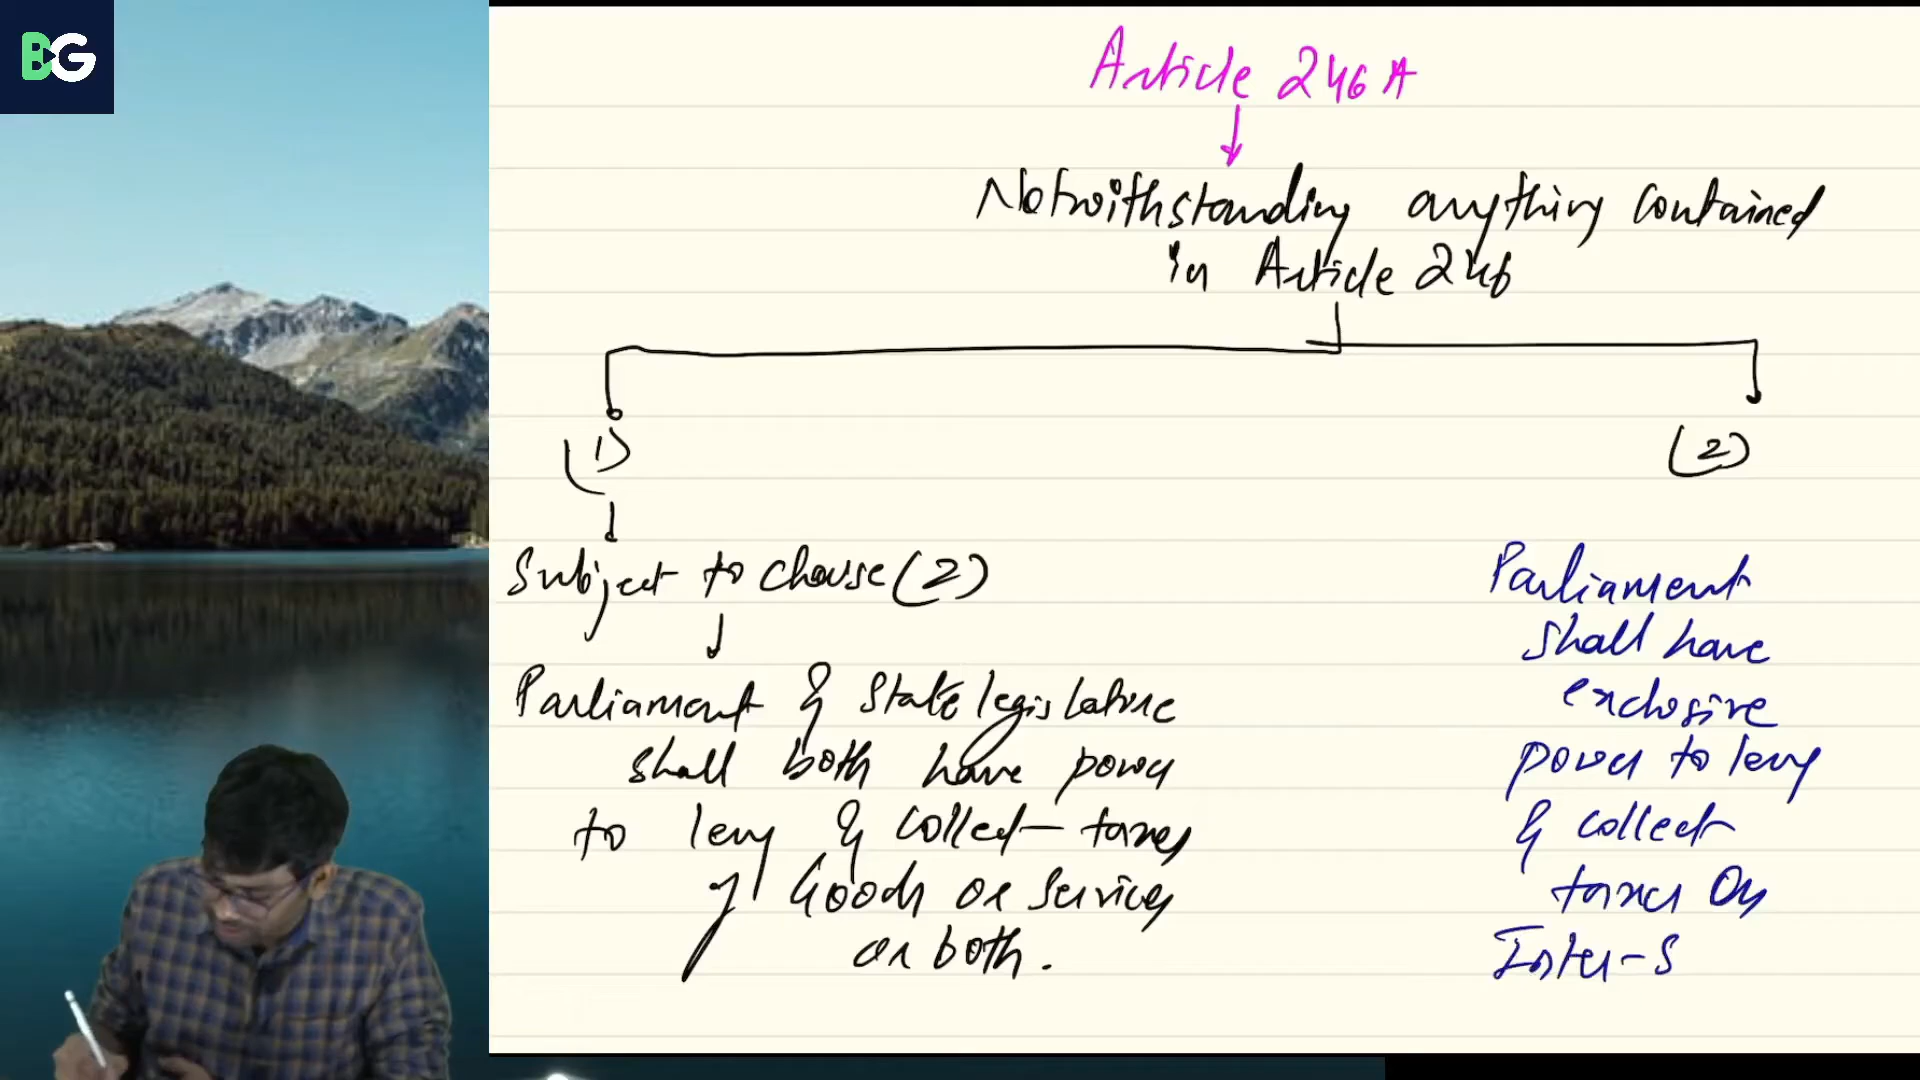 BG
Article 246A
Notwithstanding anything contained
in Article 246
(1)
(2)
Subject to clause (2)
Parliament & State legislature
shall both have power
to levy & collect taxes
of Goods or services
or both.
Parliament
shall have
exclusive
power to levy
& collect
taxes on
Inter-S